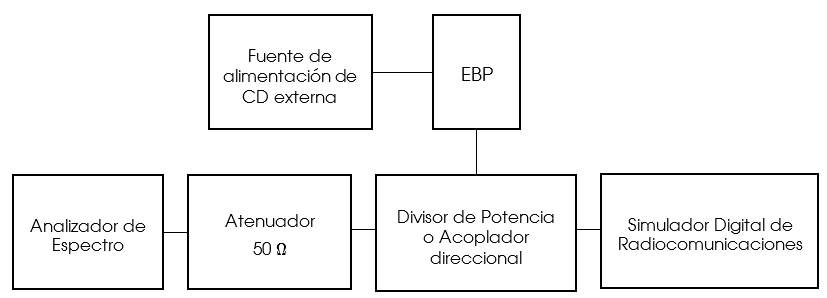 Fuente de
alimentación de
CD externa
EBP
Analizador de
Espectro
Atenuador
50 Ω
Divisor de Potencia
o Acoplador
direccional
Simulador Digital de
Radiocomunicaciones